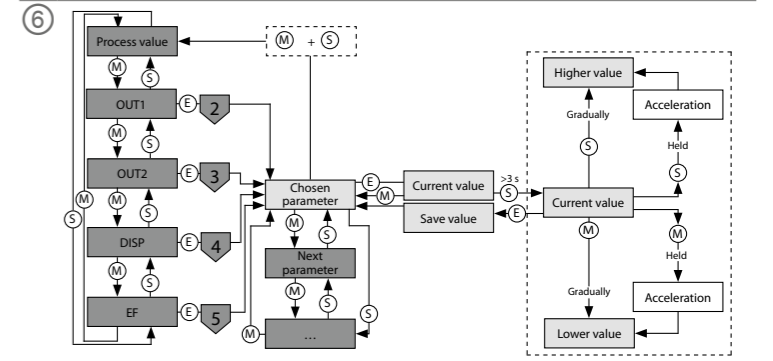 6
Process value
M + S
M
S
OUT1
E
2
M
S
OUT2
E
3
M
S
M
S
DISP
E
4
M
S
EF
E
5
Chosen
parameter
M
S
Next
parameter
M
S
S
M
...
E
M
Current value
>3 s
S
Save value
E
Higher value
Gradually
S
Acceleration
Held
S
Current value
M
Gradually
M
Held
Acceleration
Lower value